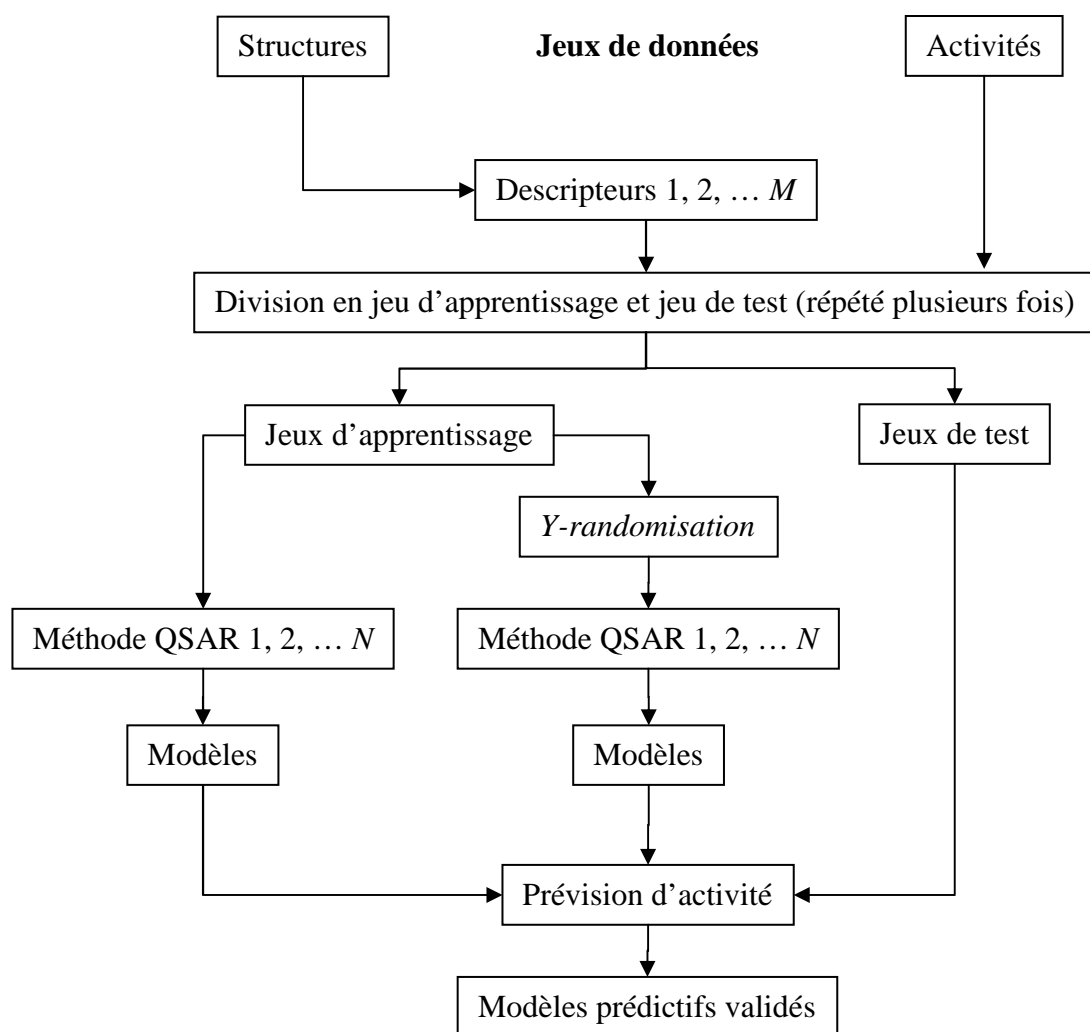 Structures
Jeux de données
Activités
Descripteurs 1, 2, … M
Division en jeu d’apprentissage et jeu de test (répété plusieurs fois)
Jeux d’apprentissage
Jeux de test
Y-randomisation
Méthode QSAR 1, 2, … N
Méthode QSAR 1, 2, … N
Modèles
Modèles
Prévision d’activité
Modèles prédictifs validés